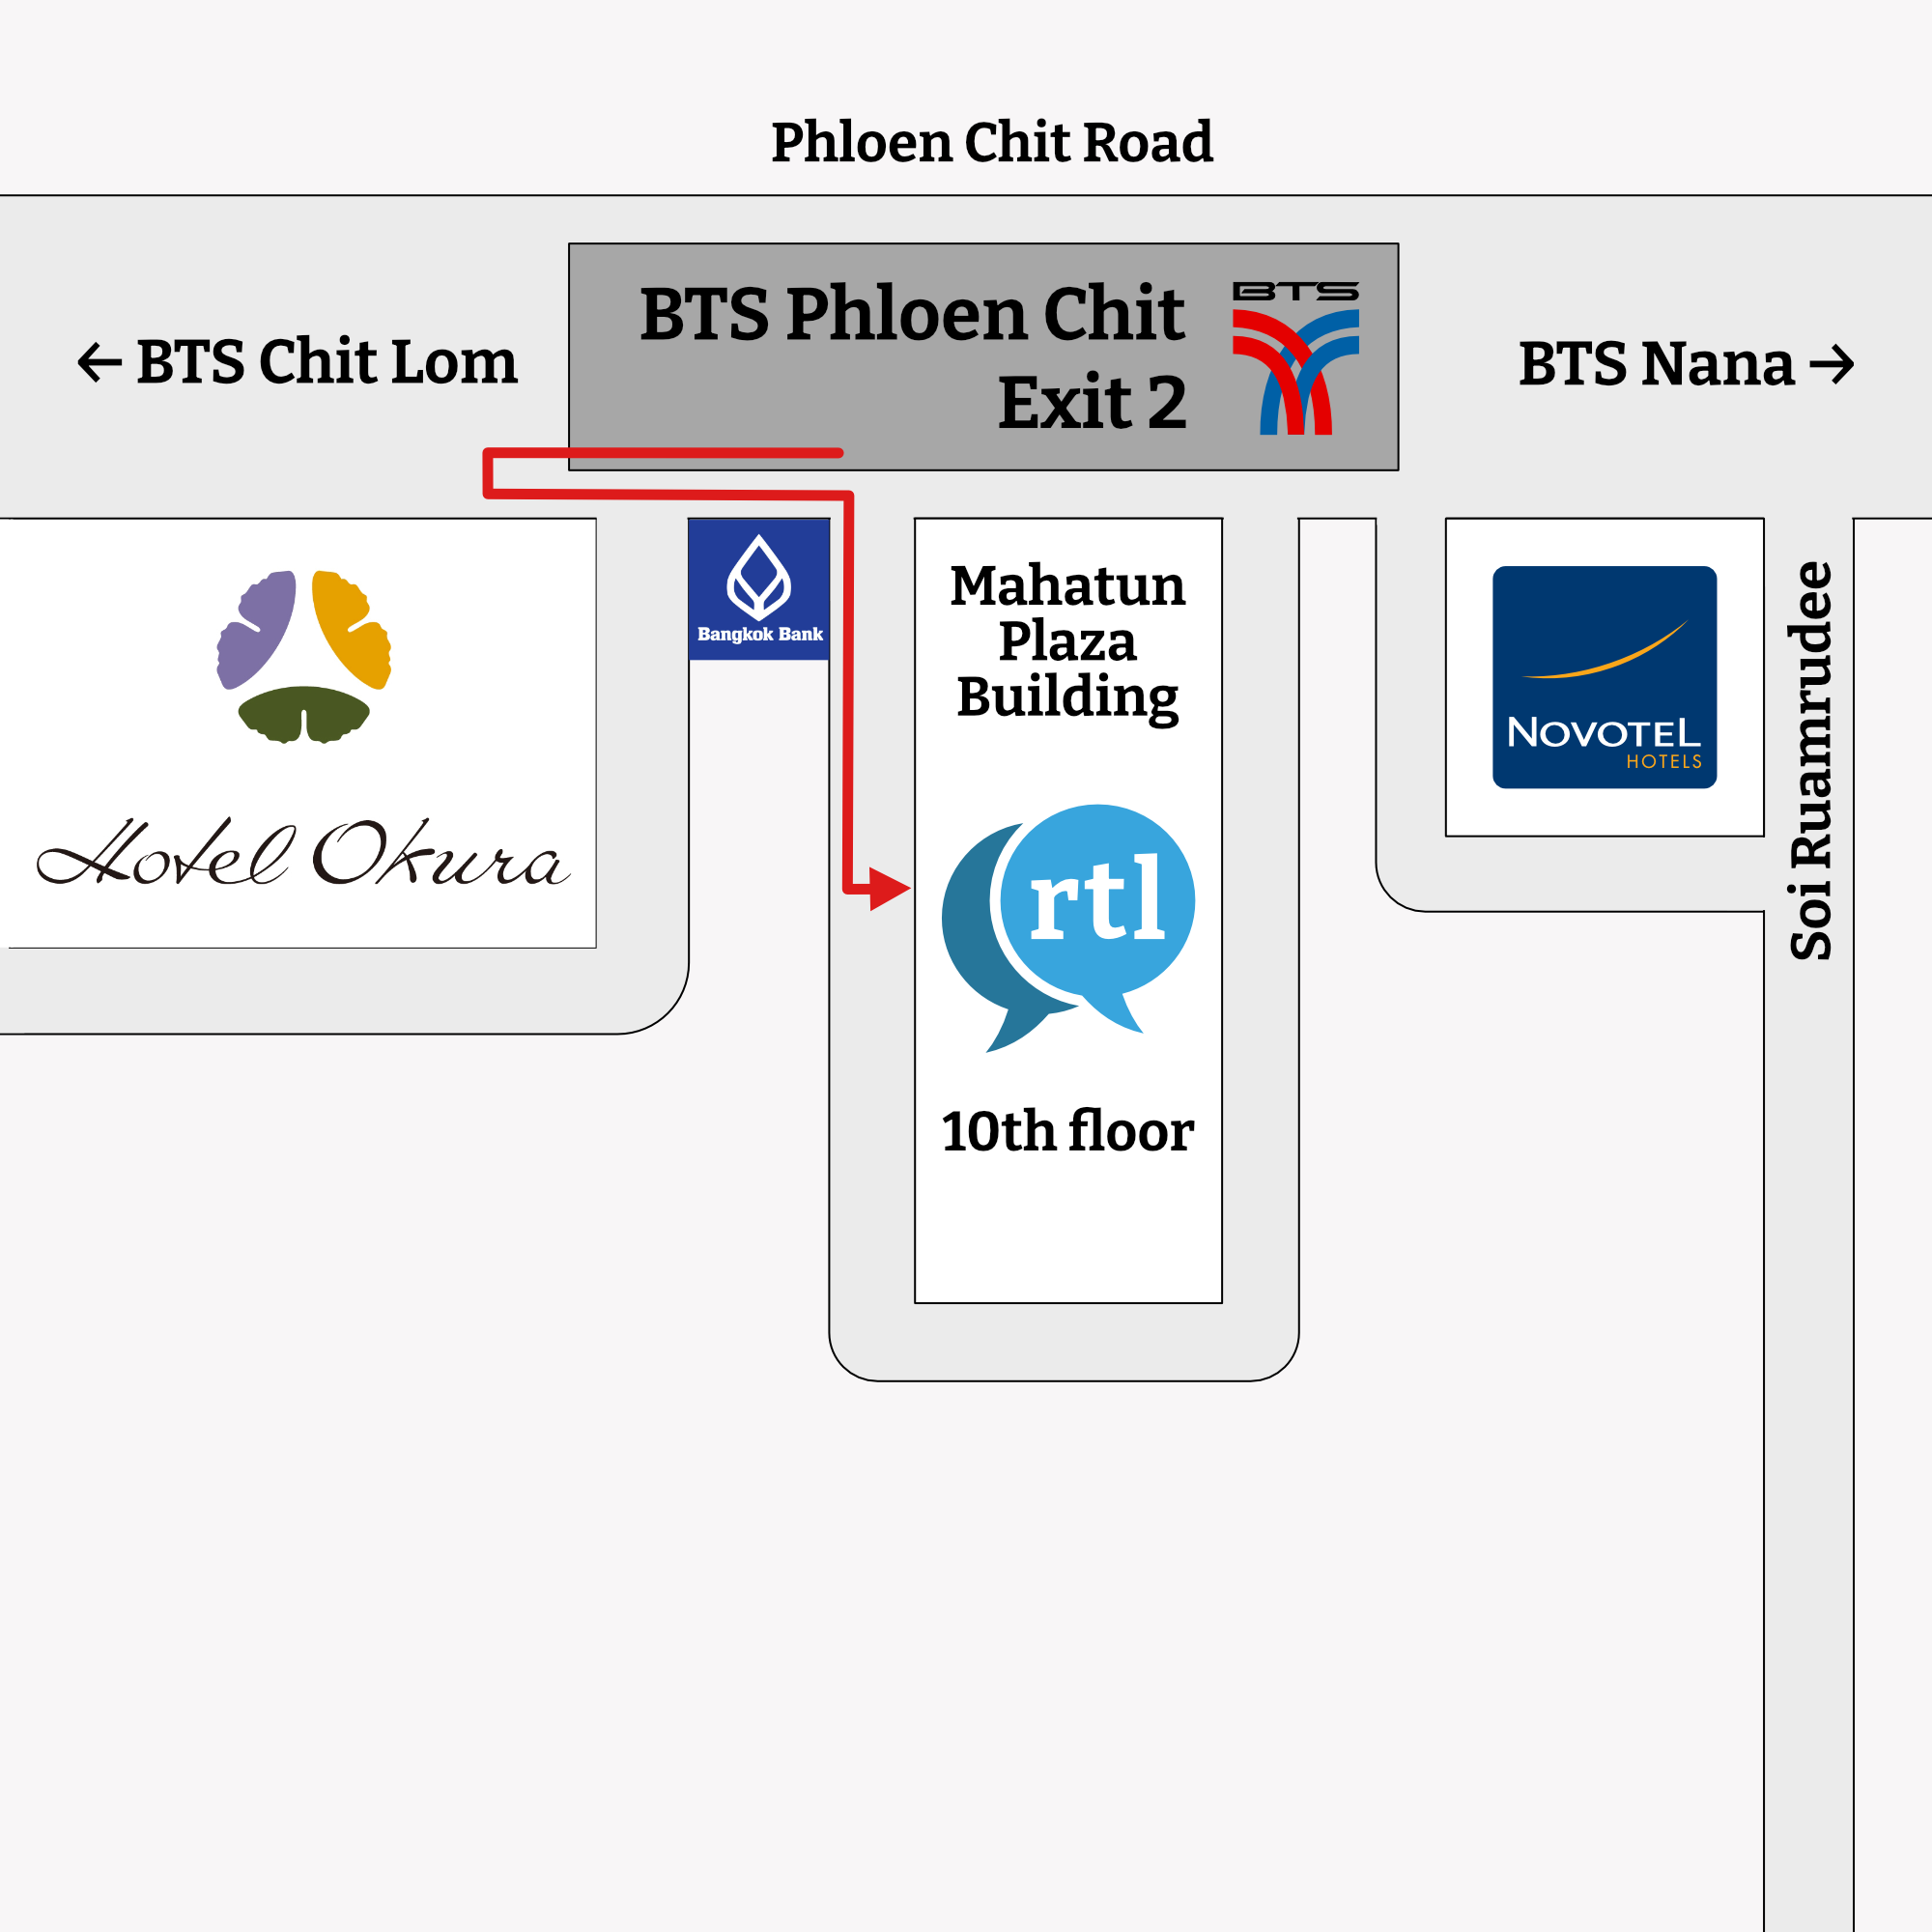 Phloen Chit Road
BTS Phloen Chit
Exit 2
BTS
← BTS Chit Lom
BTS Nana →
Bangkok Bank
Mahatun
Plaza
Building
NOVOTEL
HOTELS
Soi Ruamrudee
Hotel Okura
rtl
10th floor